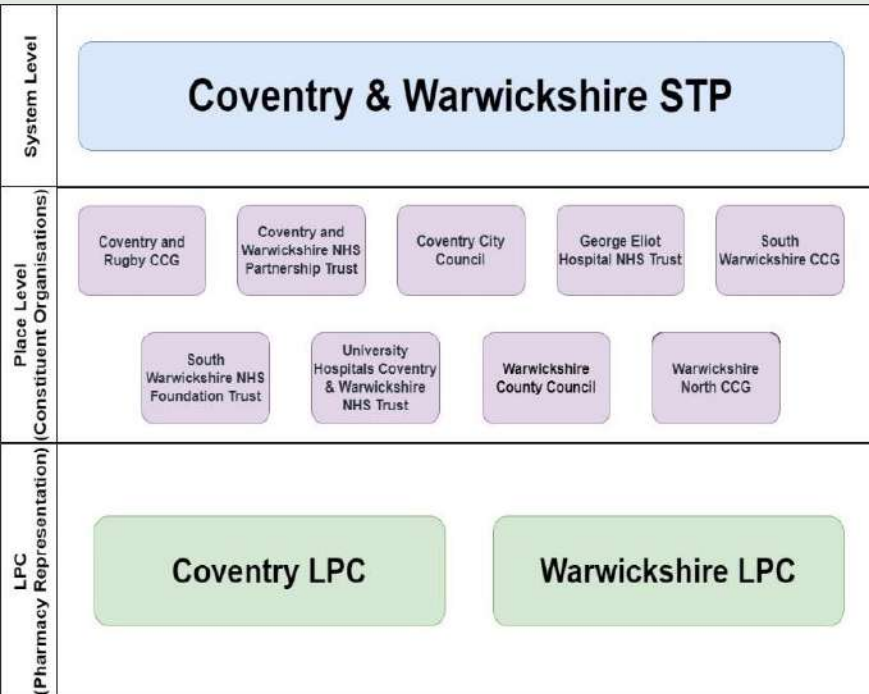 System Level
Coventry & Warwickshire STP
Place Level
(Constituent Organisations)
Coventry and
Rugby CCG
Coventry and
Warwickshire NHS
Partnership Trust
Coventry City
Council
George Eliot
Hospital NHS Trust
South
Warwickshire CCG
South
Warwickshire NHS
Foundation Trust
University
Hospitals Coventry
& Warwickshire
NHS Trust
Warwickshire
County Council
Warwickshire
North CCG
LPC
(Pharmacy Representation)
Coventry LPC
Warwickshire LPC